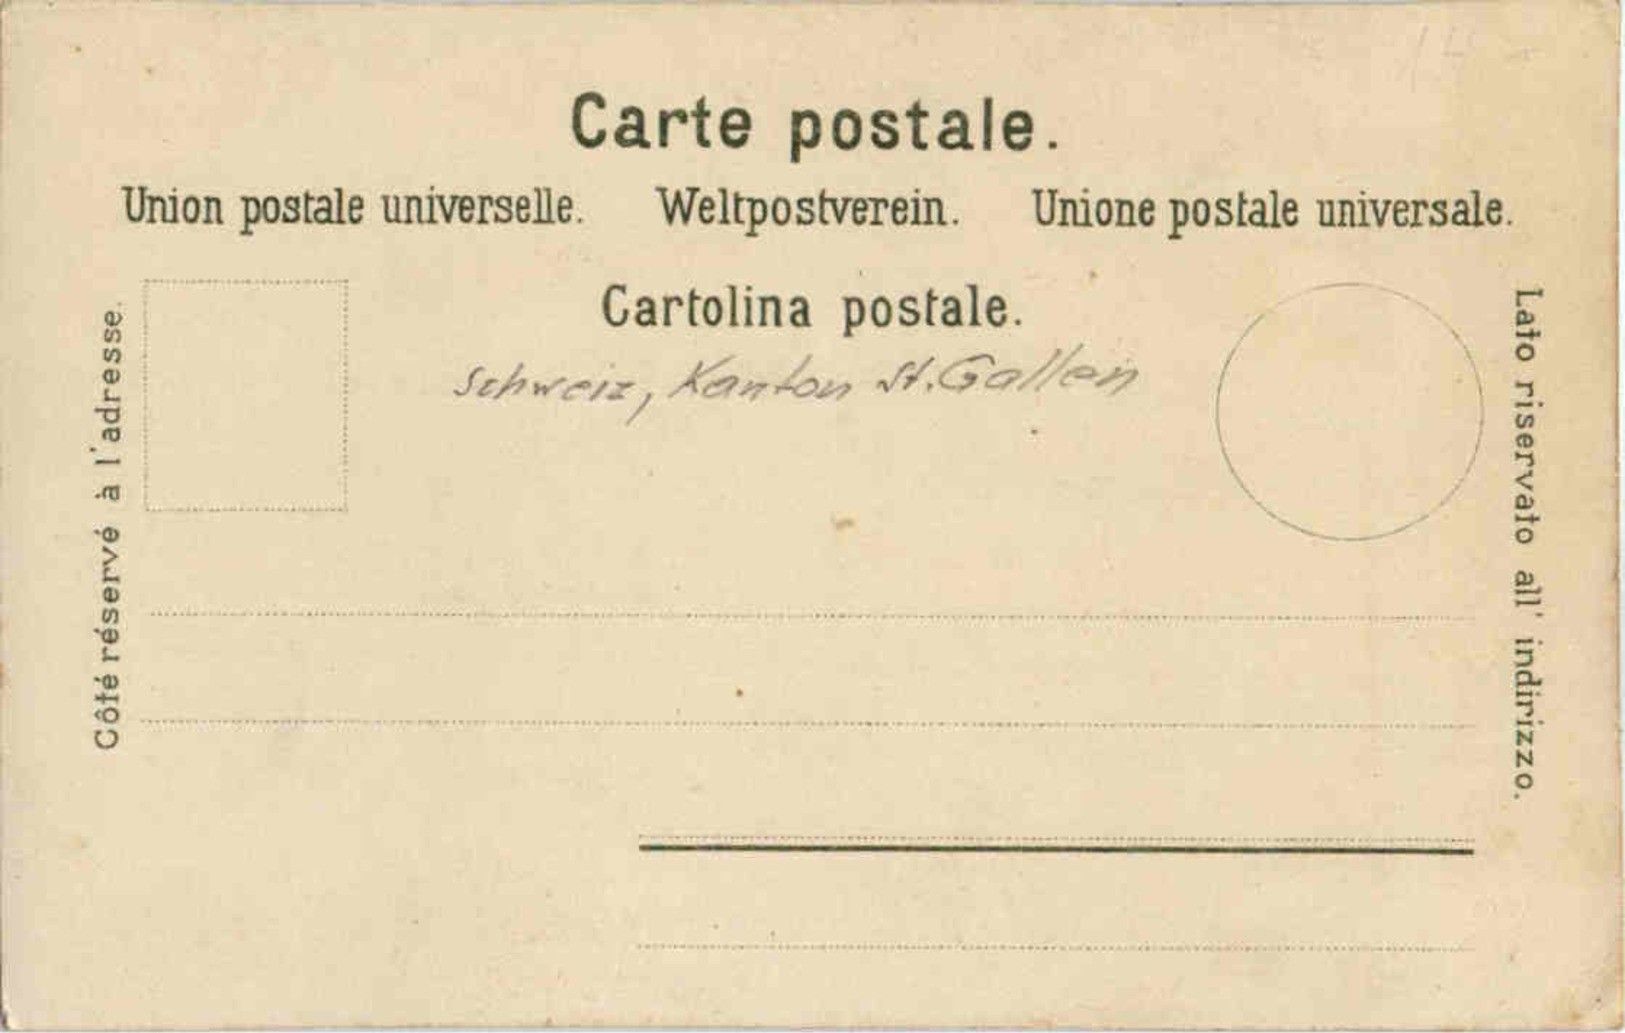 Carte postale.
Union postale universelle. Weltpostverein. Unione postale universale.
Cartolina postale.
Schweiz, Kanton St. Gallen
Côté réservé à l'adresse.
Lato riservato all' indirizzo.